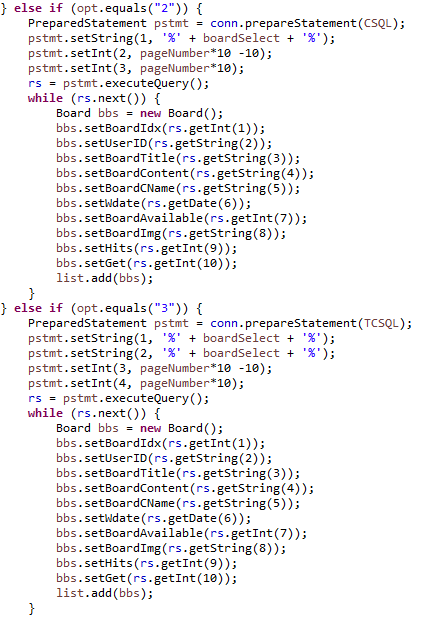 } else if (opt.equals("2")) {
    PreparedStatement pstmt = conn.prepareStatement(CSQL);
    pstmt.setString(1, '%' + boardSelect + '%');
    pstmt.setInt(2, pageNumber*10 -10);
    pstmt.setInt(3, pageNumber*10);
    rs = pstmt.executeQuery();
    while (rs.next()) {
        Board bbs = new Board();
        bbs.setBoardIdx(rs.getInt(1));
        bbs.setUserID(rs.getString(2));
        bbs.setBoardTitle(rs.getString(3));
        bbs.setBoardContent(rs.getString(4));
        bbs.setBoardCName(rs.getString(5));
        bbs.setWdate(rs.getDate(6));
        bbs.setBoardAvailable(rs.getInt(7));
        bbs.setBoardImg(rs.getString(8));
        bbs.setHits(rs.getInt(9));
        bbs.setGet(rs.getInt(10));
        list.add(bbs);
    }
} else if (opt.equals("3")) {
    PreparedStatement pstmt = conn.prepareStatement(TCSQL);
    pstmt.setString(1, '%' + boardSelect + '%');
    pstmt.setString(2, '%' + boardSelect + '%');
    pstmt.setInt(3, pageNumber*10 -10);
    pstmt.setInt(4, pageNumber*10);
    rs = pstmt.executeQuery();
    while (rs.next()) {
        Board bbs = new Board();
        bbs.setBoardIdx(rs.getInt(1));
        bbs.setUserID(rs.getString(2));
        bbs.setBoardTitle(rs.getString(3));
        bbs.setBoardContent(rs.getString(4));
        bbs.setBoardCName(rs.getString(5));
        bbs.setWdate(rs.getDate(6));
        bbs.setBoardAvailable(rs.getInt(7));
        bbs.setBoardImg(rs.getString(8));
        bbs.setHits(rs.getInt(9));
        bbs.setGet(rs.getInt(10));
        list.add(bbs);
    }